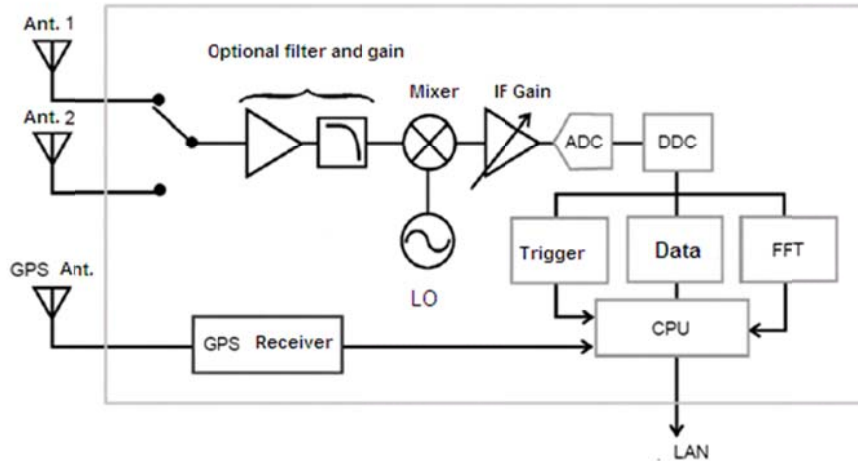 Ant. 1
Optional filter and gain
Mixer
IF Gain
Ant. 2
ADC
DDC
Trigger
Data
FFT
GPS Ant.
LO
GPS Receiver
CPU
LAN